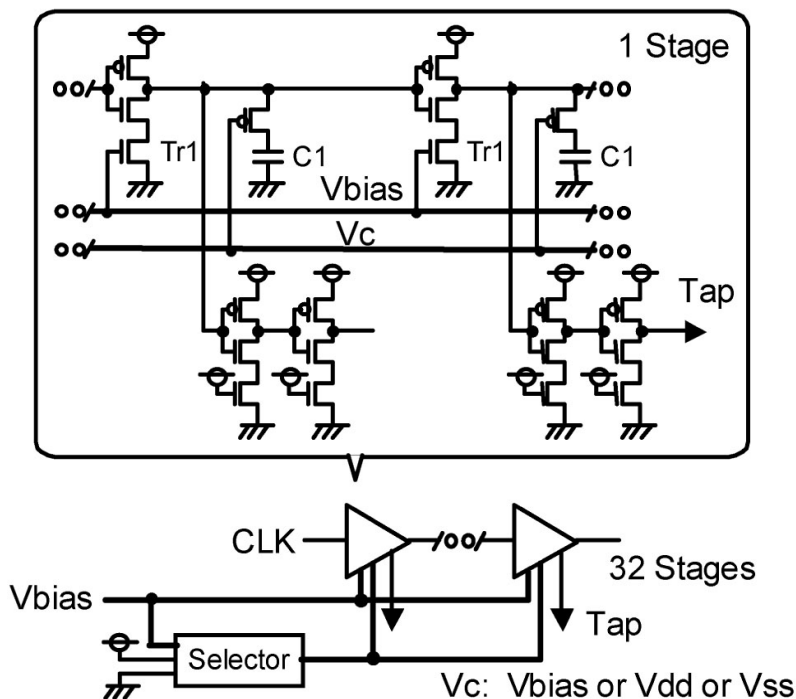 1 Stage
Tr1
C1
Tr1
C1
Vbias
Vc
Tap
CLK
32 Stages
Vbias
Tap
Selector
Vc: Vbias or Vdd or Vss